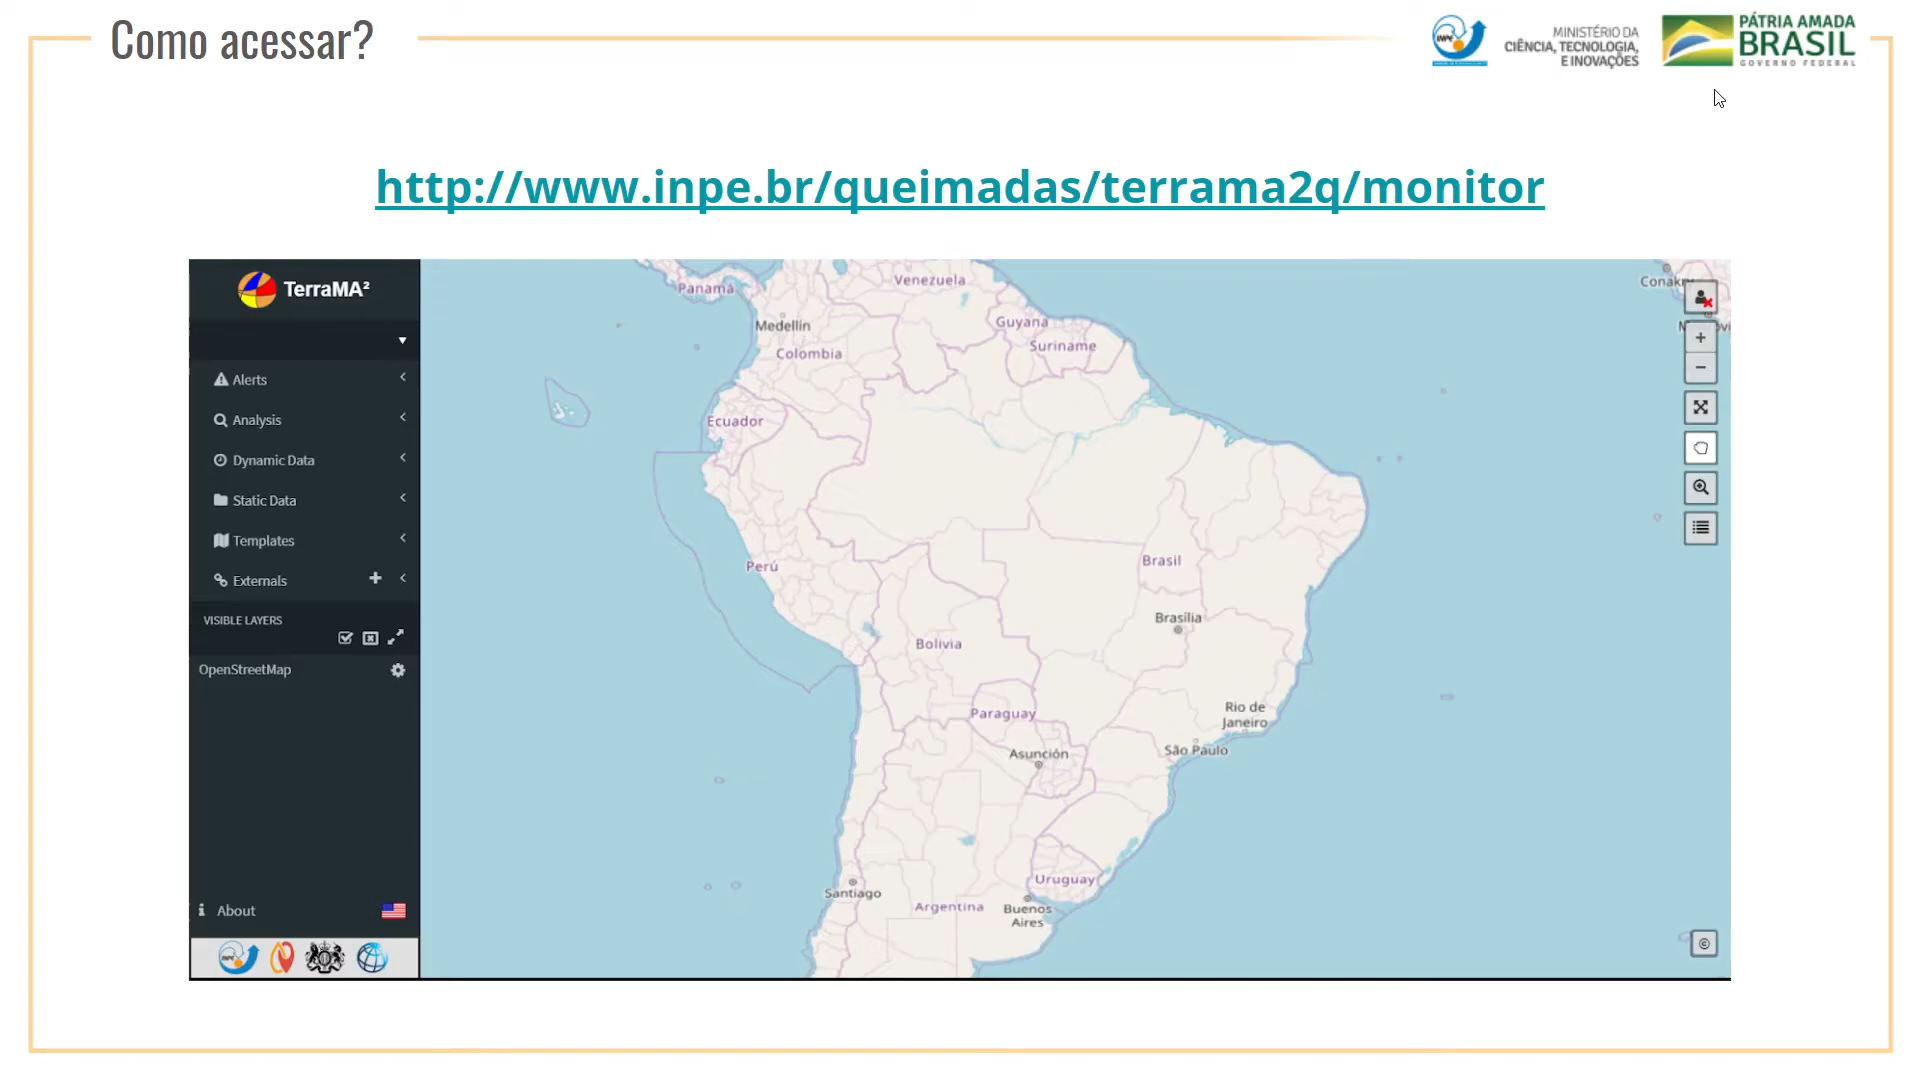 Como acessar?
INPE
MINISTÉRIO DA
CIÊNCIA, TECNOLOGIA,
E INOVAÇÕES
PÁTRIA AMADA
BRASIL
GOVERNO FEDERAL
http://www.inpe.br/queimadas/terrama2q/monitor
TerraMA²
Alerts
Analysis
Dynamic Data
Static Data
Templates
Externals
VISIBLE LAYERS
OpenStreetMap
About
INPE
Panamá
Venezuela
Medellín
Guyana
Suriname
Colombia
Ecuador
Perú
Brasil
Brasília
Bolivia
Paraguay
Rio de
Janeiro
São Paulo
Asunción
Uruguay
Santiago
Argentina
Buenos
Aires
©